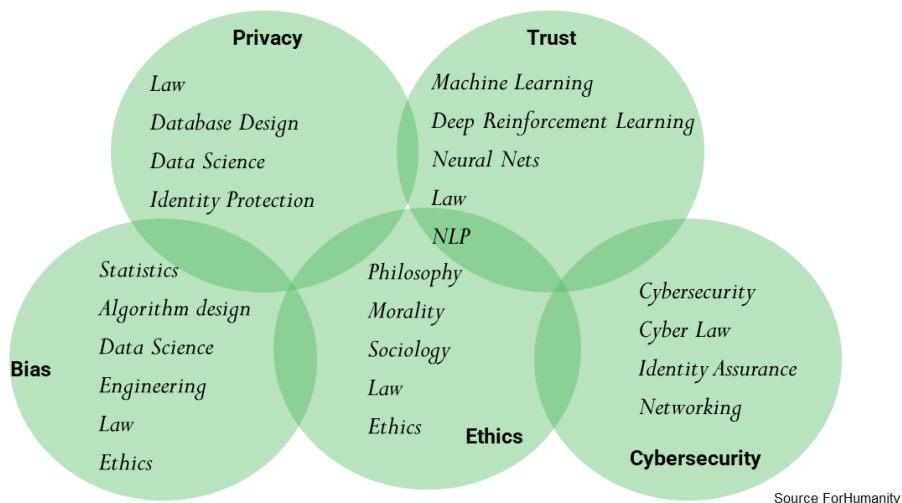 Privacy
Law
Database Design
Data Science
Identity Protection
Trust
Machine Learning
Deep Reinforcement Learning
Neural Nets
Law
NLP
Bias
Statistics
Algorithm design
Data Science
Engineering
Law
Ethics
Philosophy
Morality
Sociology
Law
Ethics
Ethics
Cybersecurity
Cyber Law
Identity Assurance
Networking
Cybersecurity
Source ForHumanity